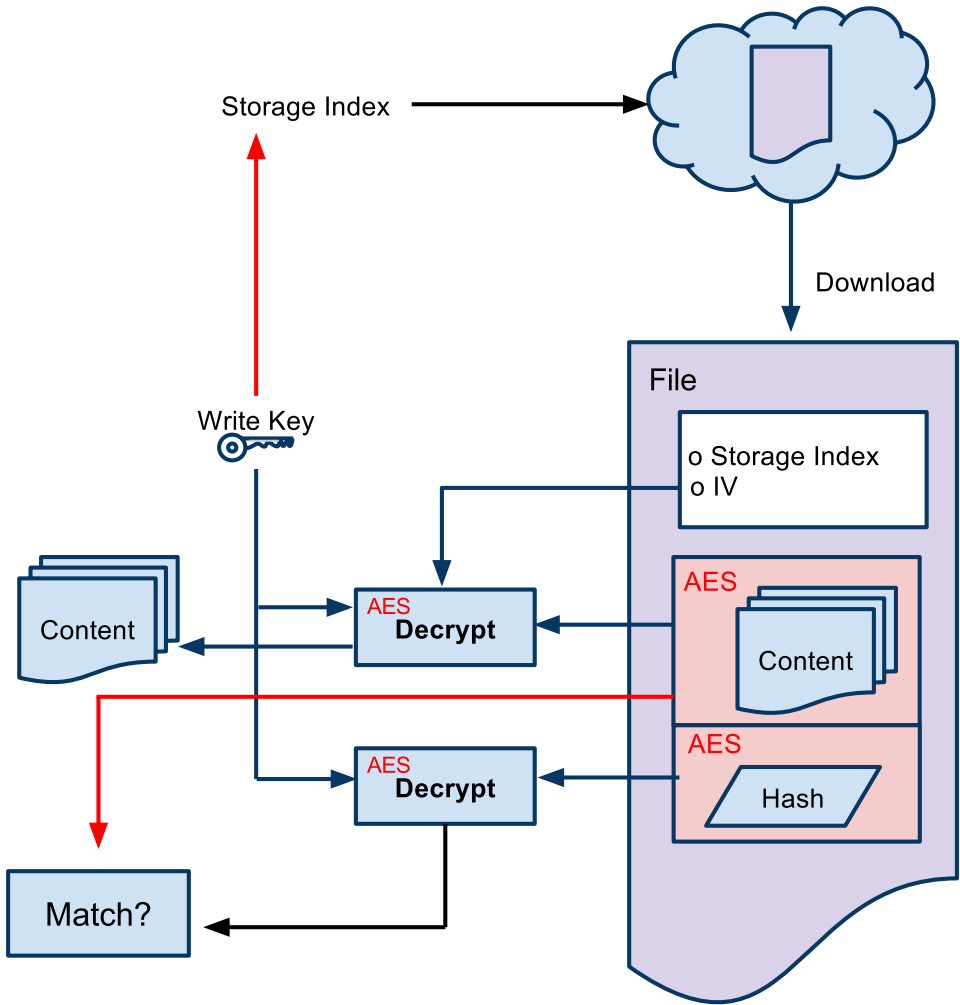 Storage Index
Download
File
Write Key
o Storage Index
o IV
AES
AES
Decrypt
Content
Content
AES
AES
Decrypt
Hash
Match?